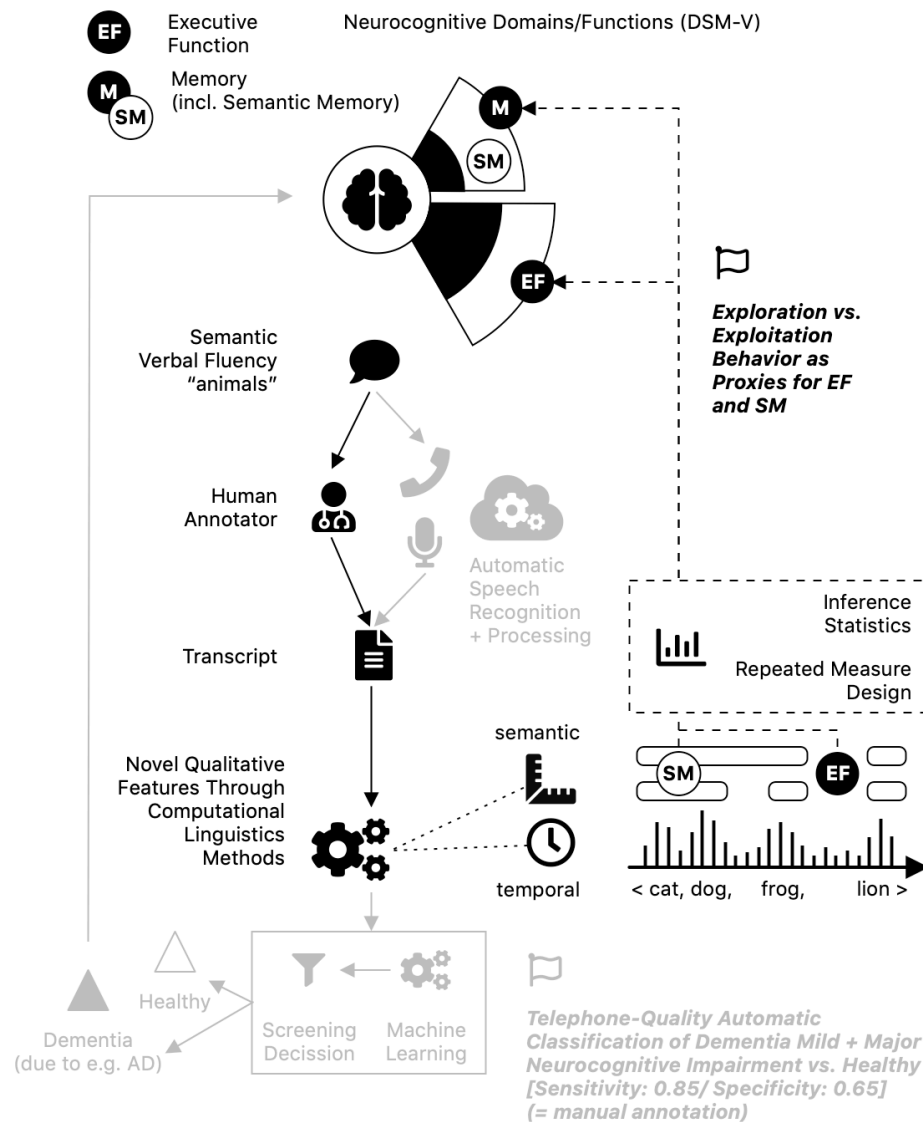 Neurocognitive Domains/Functions (DSM-V)
EF
Executive
Function
M
SM
Memory
(incl. Semantic Memory)
M
SM
EF
Exploration vs.
Exploitation
Behavior as
Proxies for EF
and SM
Semantic
Verbal Fluency
“animals”
Human
Annotator
Automatic
Speech
Recognition
+ Processing
Transcript
Inference
Statistics
Repeated Measure
Design
Novel Qualitative
Features Through
Computational
Linguistics
Methods
semantic
temporal
SM
EF
< cat, dog,
frog,
lion >
Healthy
Dementia
(due to e.g. AD)
Screening
Decission
Machine
Learning
Telephone-Quality Automatic
Classification of Dementia Mild + Major
Neurocognitive Impairment vs. Healthy
[Sensitivity: 0.85/ Specificity: 0.65]
(= manual annotation)